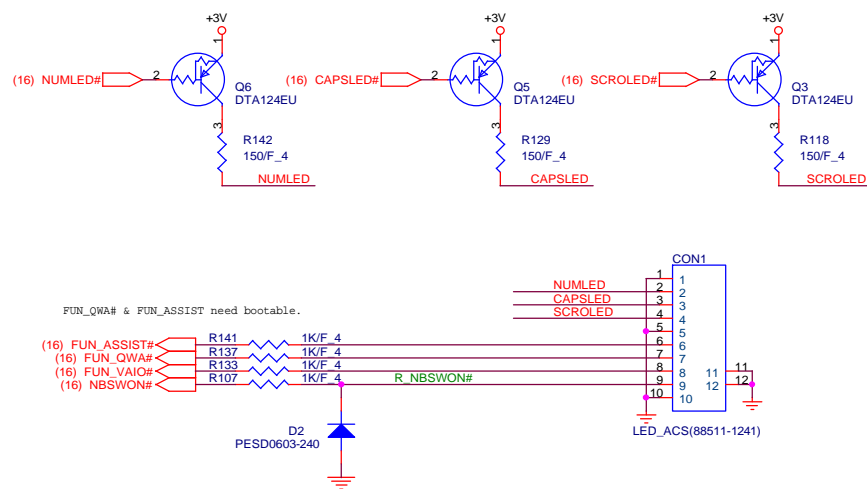 +3V +3V +3V
1 1 1
(16) NUMLED# 2 (16) CAPSLED# 2 (16) SCROLED# 2
Q6 Q5 Q3
DTA124EU DTA124EU DTA124EU
3 3 3
R142 R129 R118
150/F_4 150/F_4 150/F_4
NUMLED CAPSLED SCROLED
CON1
1 1
NUMLED 2 2
CAPSLED 3 3
SCROLED 4 4
5 5
FUN_QWA# & FUN_ASSIST need bootable.
(16) FUN_ASSIST# R141 1K/F_4 6 6
(16) FUN_QWA# R137 1K/F_4 7 7
(16) FUN_VAIO# R133 1K/F_4 8 8 11 11
(16) NBSWON# R107 1K/F_4 R_NBSWON# 9 9 12 12
10 10
D2
PESD0603-240
LED_ACS(88511-1241)